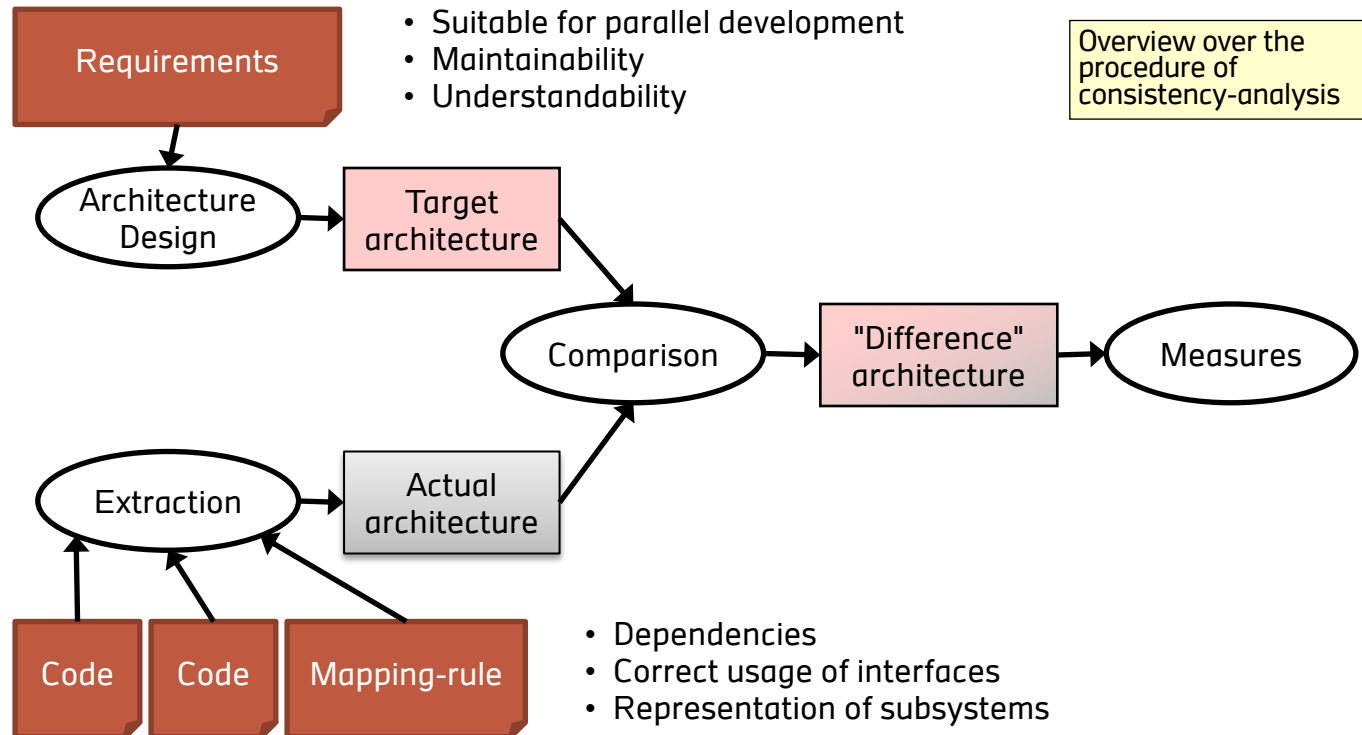 Requirements
• Suitable for parallel development
• Maintainability
• Understandability
Overview over the
procedure of
consistency-analysis
Architecture
Design
Target
architecture
Comparison
"Difference"
architecture
Measures
Extraction
Actual
architecture
Code
Code
Mapping-rule
• Dependencies
• Correct usage of interfaces
• Representation of subsystems